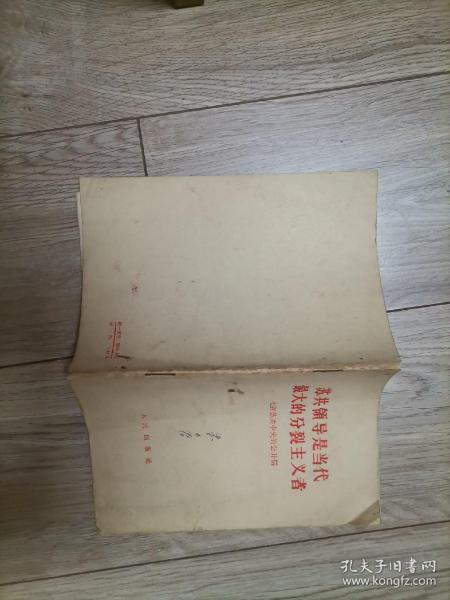 苏共领导是当代
最大的分裂主义者
七评苏共中央的公开信
人民出版社
孔夫子旧书网
www.kongfz.com